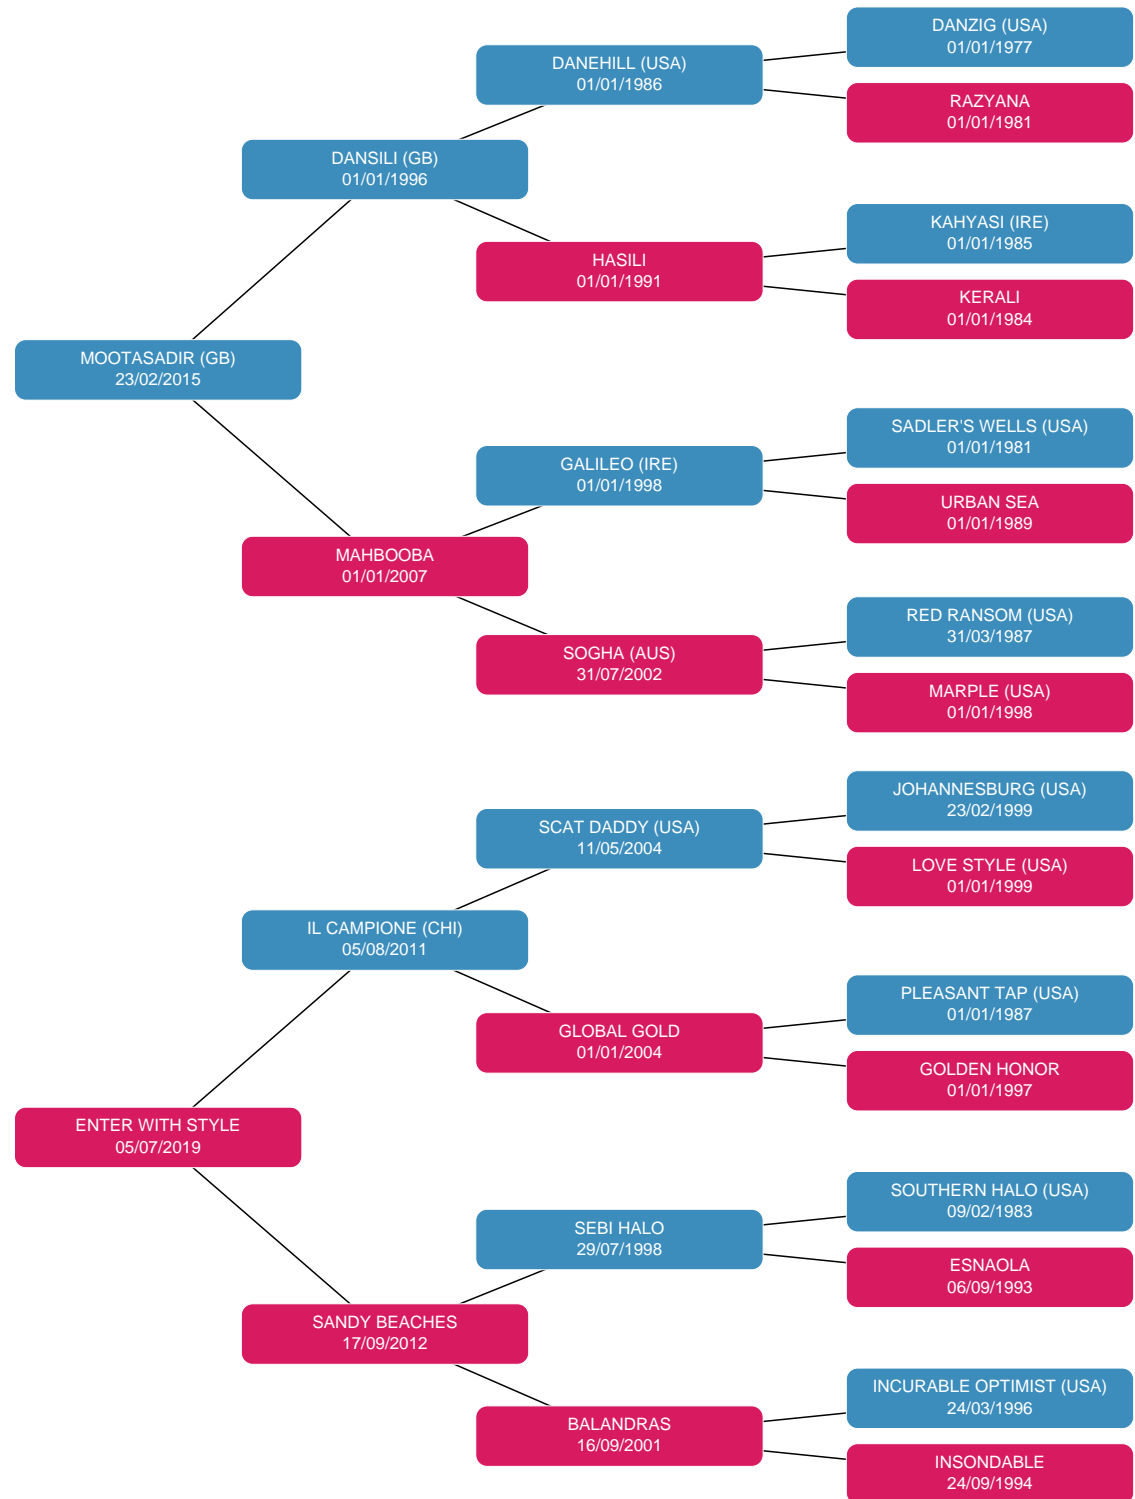 DANZIG (USA)
01/01/1977
DANEHILL (USA)
01/01/1986
RAZYANA
01/01/1981
DANSILI (GB)
01/01/1996
KAHYASI (IRE)
01/01/1985
HASILI
01/01/1991
KERALI
01/01/1984
MOOTASADIR (GB)
23/02/2015
SADLER'S WELLS (USA)
01/01/1981
GALILEO (IRE)
01/01/1998
URBAN SEA
01/01/1989
MAHBOOBA
01/01/2007
RED RANSOM (USA)
31/03/1987
SOGHA (AUS)
31/07/2002
MARPLE (USA)
01/01/1998
JOHANNESBURG (USA)
23/02/1999
SCAT DADDY (USA)
11/05/2004
LOVE STYLE (USA)
01/01/1999
IL CAMPIONE (CHI)
05/08/2011
PLEASANT TAP (USA)
01/01/1987
GLOBAL GOLD
01/01/2004
GOLDEN HONOR
01/01/1997
ENTER WITH STYLE
05/07/2019
SOUTHERN HALO (USA)
09/02/1983
SEBI HALO
29/07/1998
ESNAOLA
06/09/1993
SANDY BEACHES
17/09/2012
INCURABLE OPTIMIST (USA)
24/03/1996
BALANDRAS
16/09/2001
INSONDABLE
24/09/1994